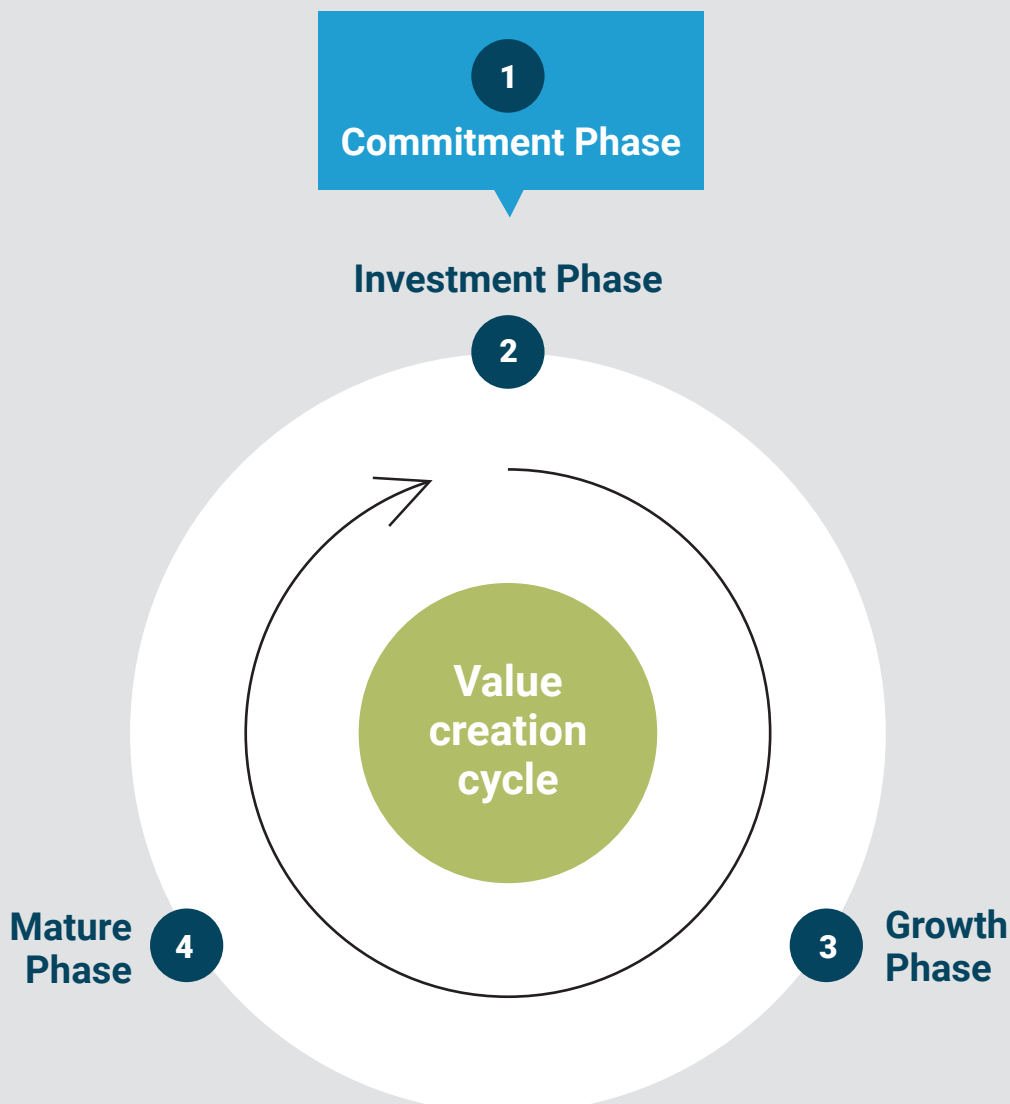 1
Commitment Phase
Investment Phase
2
Value
creation
cycle
Mature
Phase
4
3
Growth
Phase